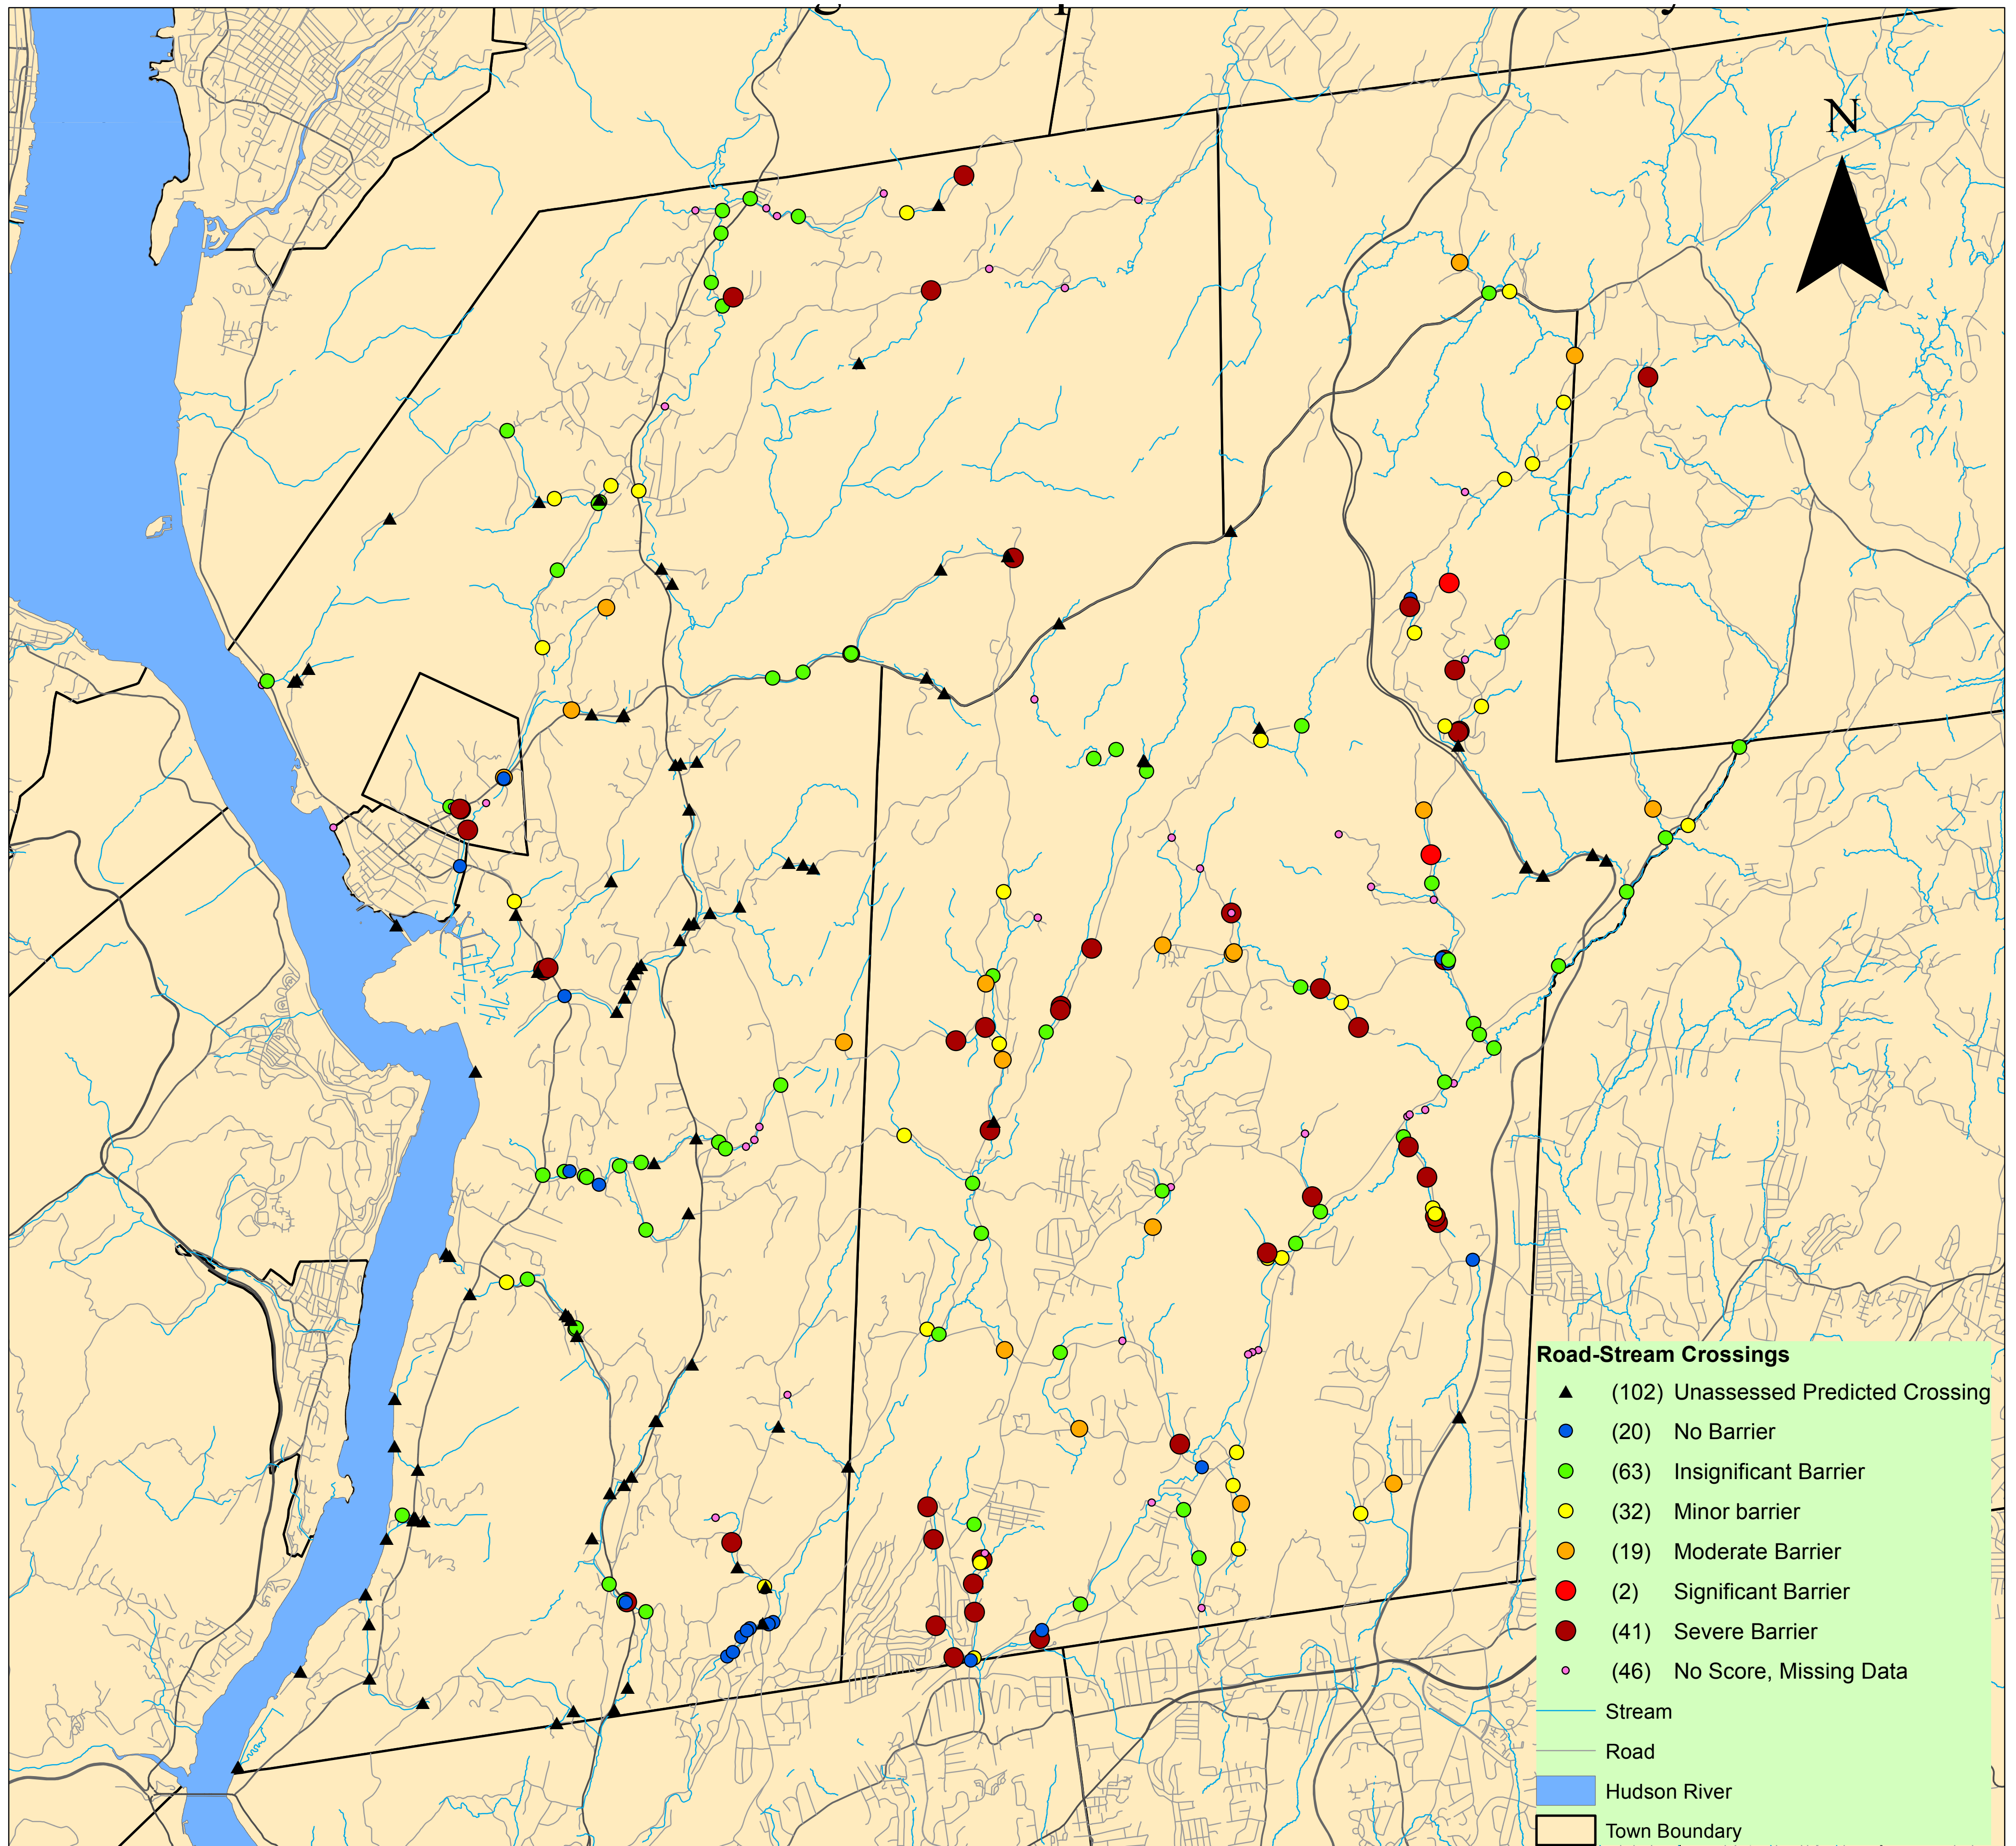 N
Road-Stream Crossings
(102) Unassessed Predicted Crossing
(20) No Barrier
(63) Insignificant Barrier
(32) Minor barrier
(19) Moderate Barrier
(2) Significant Barrier
(41) Severe Barrier
(46) No Score, Missing Data
Stream
Road
Hudson River
Town Boundary